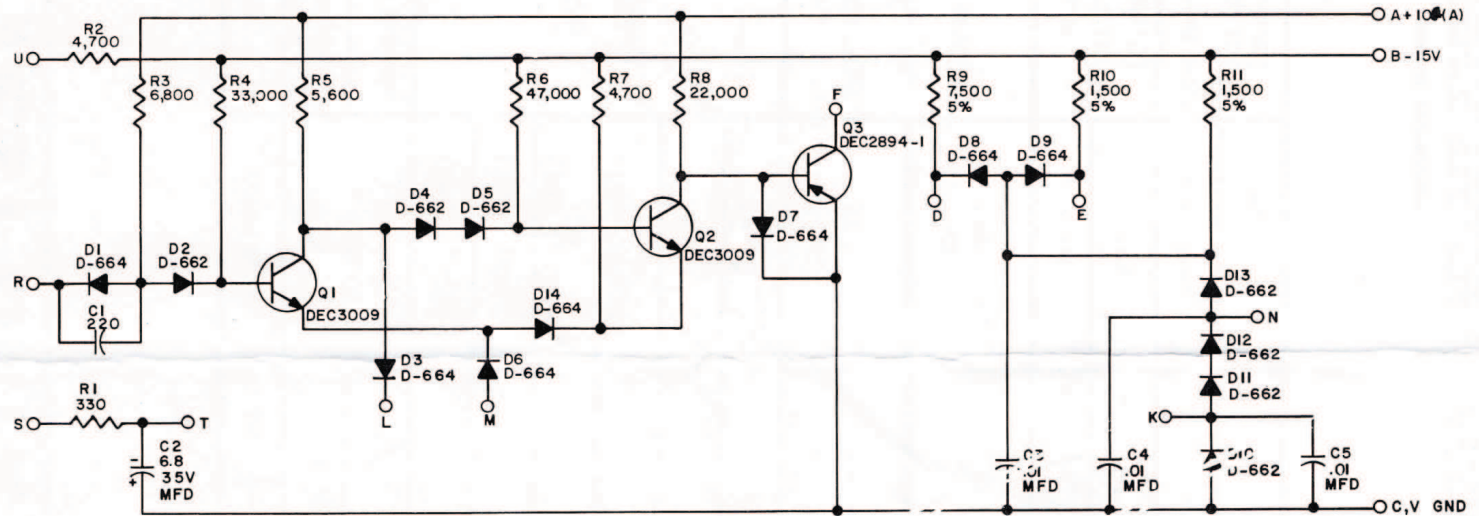 A+10 (A)
R2
4,700
U
B-15V
R3
6,800
R4
33,000
R5
5,600
R6
47,000
R7
4,700
R8
22,000
F
Q3
DEC2894-1
R9
7,500
5%
R10
1,500
5%
R11
1,500
5%
D8
D-664
D9
D-664
D
E
D4
D-662
D5
D-662
D7
D-664
Q2
DEC3009
D1
D-664
D2
D-662
R
C1
220
Q1
DEC3009
D14
D-664
D13
D-662
N
D12
D-662
D11
D-662
D3
D-664
D6
D-664
L
M
R1
330
S
T
K
C2
6.8
35V
MFD
- 
+
C3
.01
MFD
C4
.01
MFD
D-662
C5
.01
MFD
C,V GND